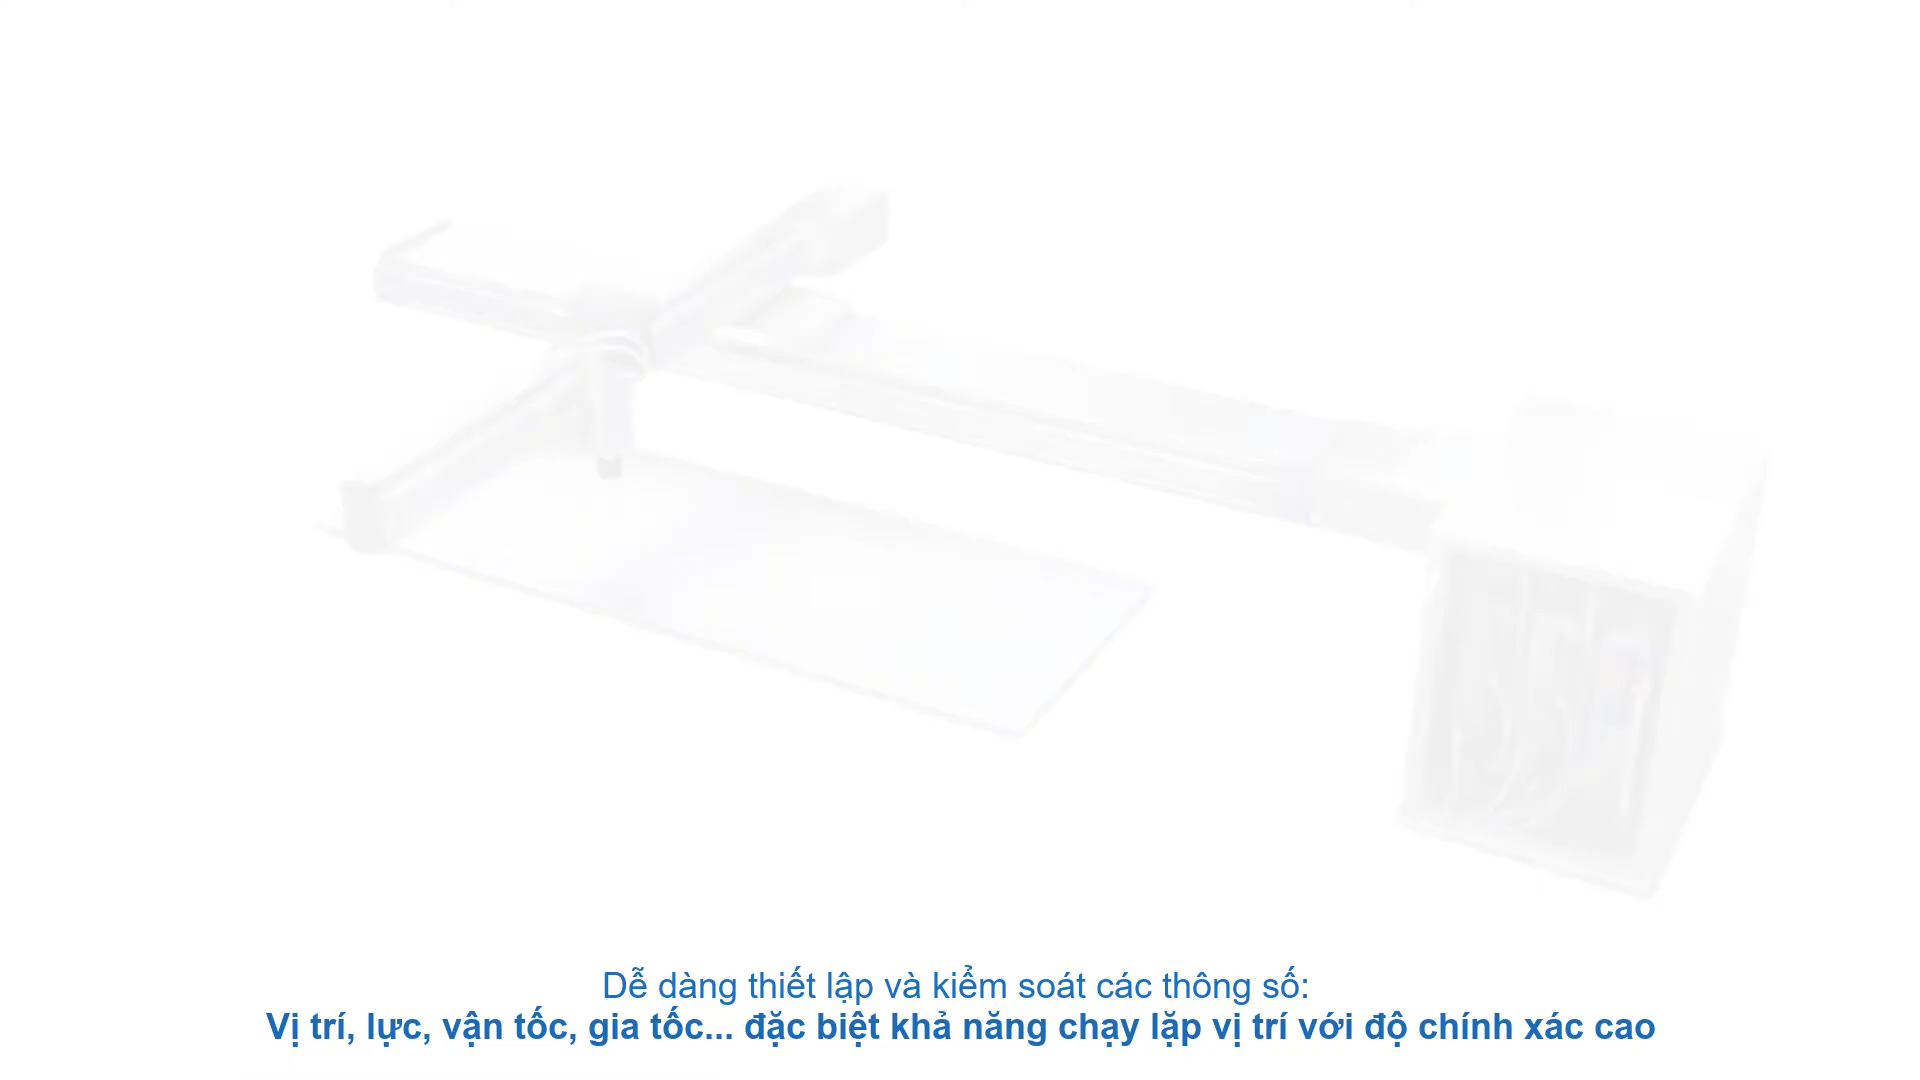 Dễ dàng thiết lập và kiểm soát các thông số:
Vị trí, lực, vận tốc, gia tốc... đặc biệt khả năng chạy lặp vị trí với độ chính xác cao